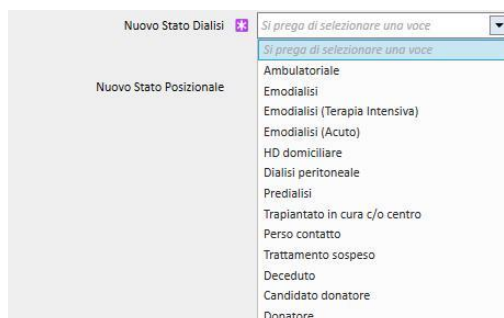 Nuovo Stato Dialisi Si prega di selezionare una voce
Si prega di selezionare una voce
Ambulatoriale
Nuovo Stato Posizionale Emodialisi
Emodialisi (Terapia Intensiva)
Emodialisi (Acuto)
HD domiciliare
Dialisi peritoneale
Predialisi
Trapiantato in cura c/o centro
Perso contatto
Trattamento sospeso
Deceduto
Candidato donatore
Donatore